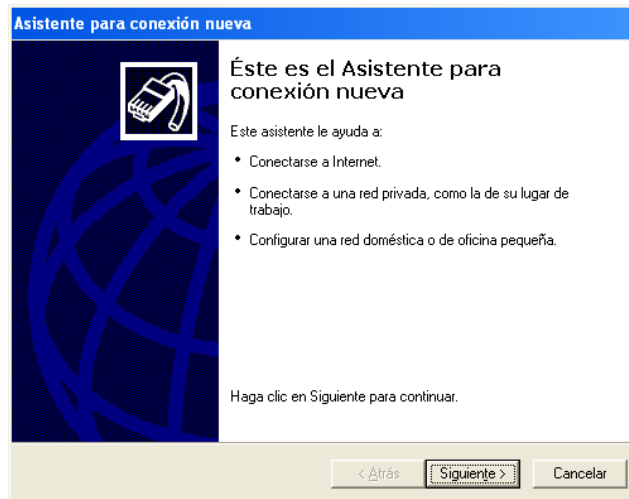 Asistente para conexión nueva
Éste es el Asistente para
conexión nueva
Este asistente le ayuda a:
• Conectarse a Internet.
• Conectarse a una red privada, como la de su lugar de
trabajo.
• Configurar una red doméstica o de oficina pequeña.
Haga clic en Siguiente para continuar.
< Atrás
Siguiente >
Cancelar